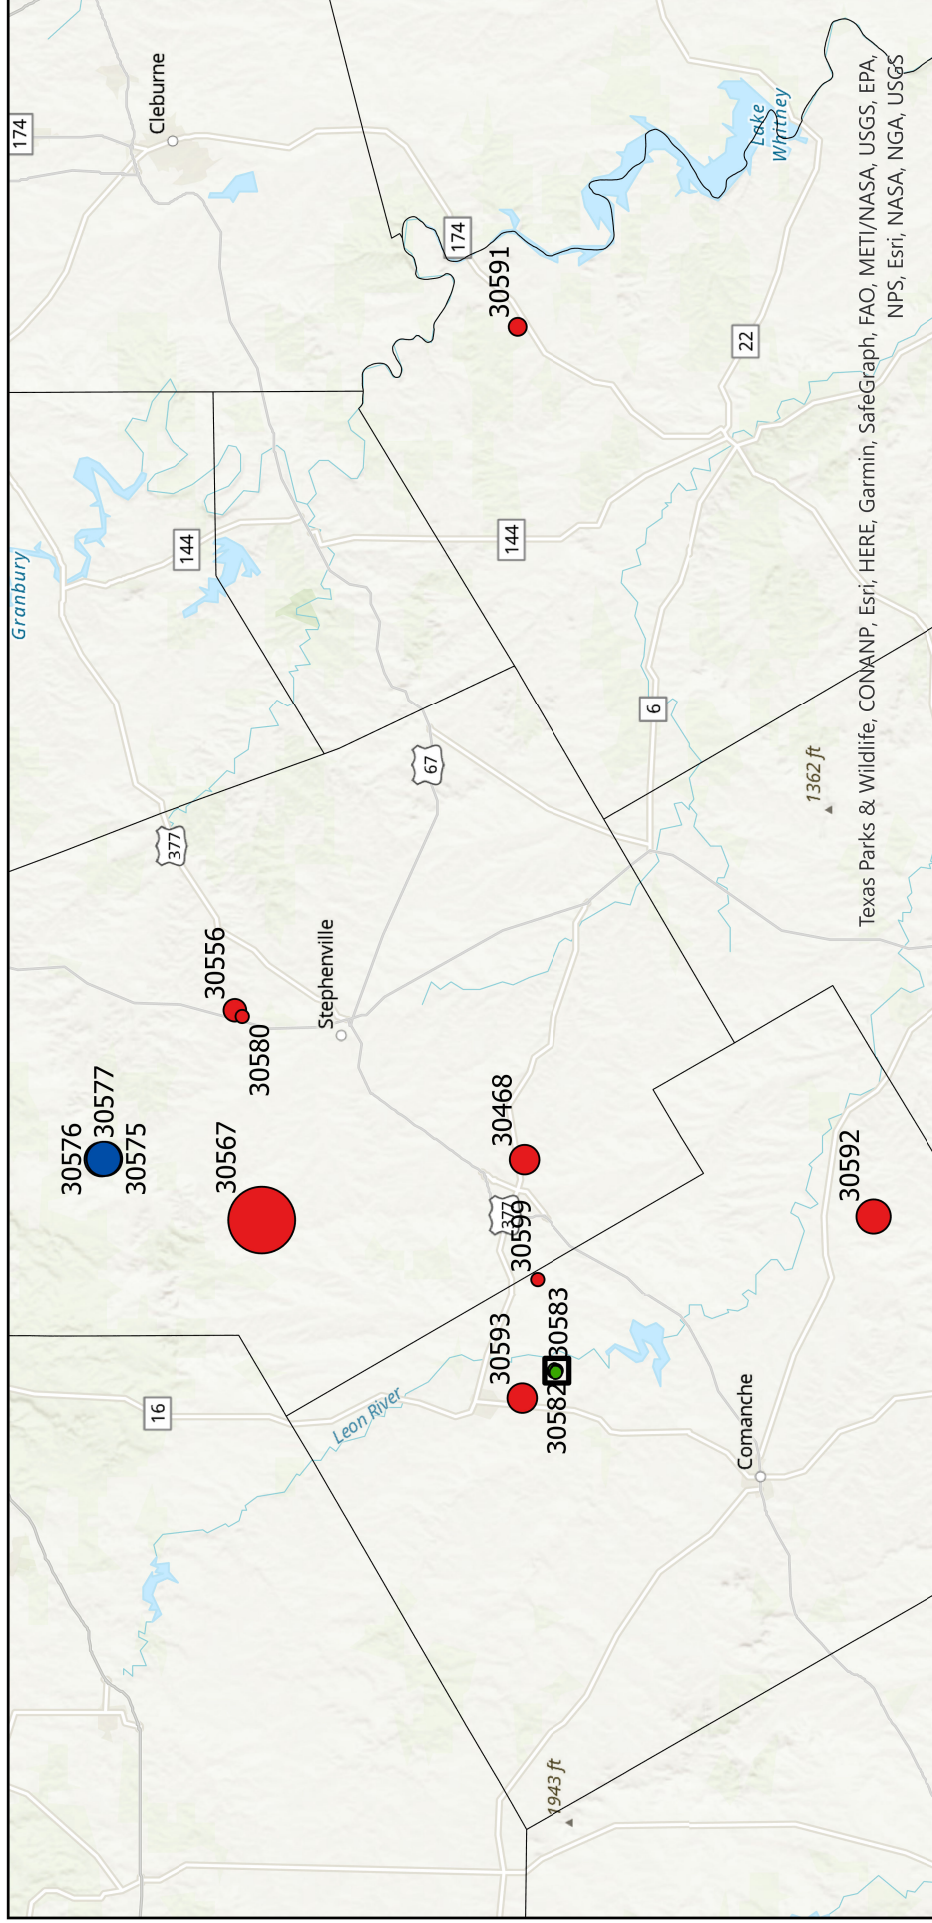 174
Cleburne
Granbury
144
377
174
30591
Lake
Whitney
22
144
67
6
1362 ft
30556
30580
Stephenville
30576
30577
30575
30567
30468
377
30599
30592
30593
30583
30582
16
Leon River
Comanche
1943 ft
Texas Parks & Wildlife, CONANP, Esri, HERE, Garmin, SafeGraph, FAO, METI/NASA, USGS, EPA,
NPS, Esri, NASA, NGA, USGS